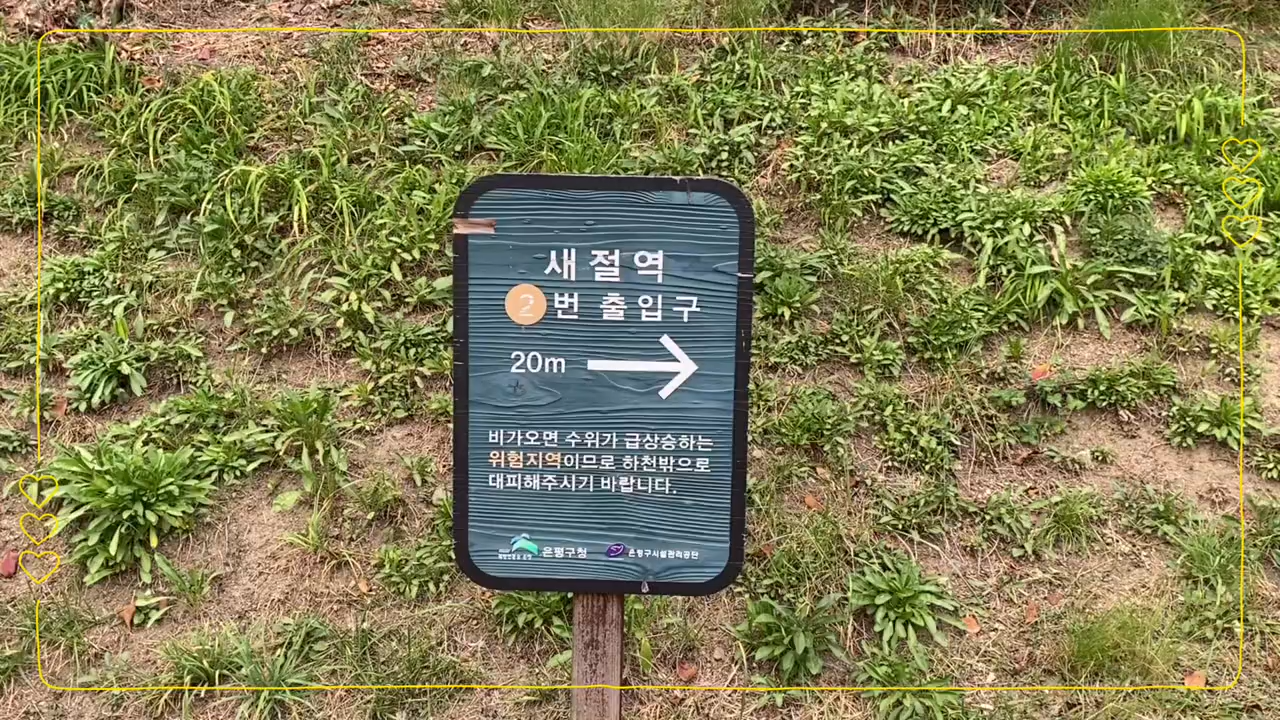 새절역
2번 출입구
20m
비가오면 수위가 급상승하는
위험지역이므로 하천밖으로
대피해주시기 바랍니다.
은평구청 은평구시설관리공단